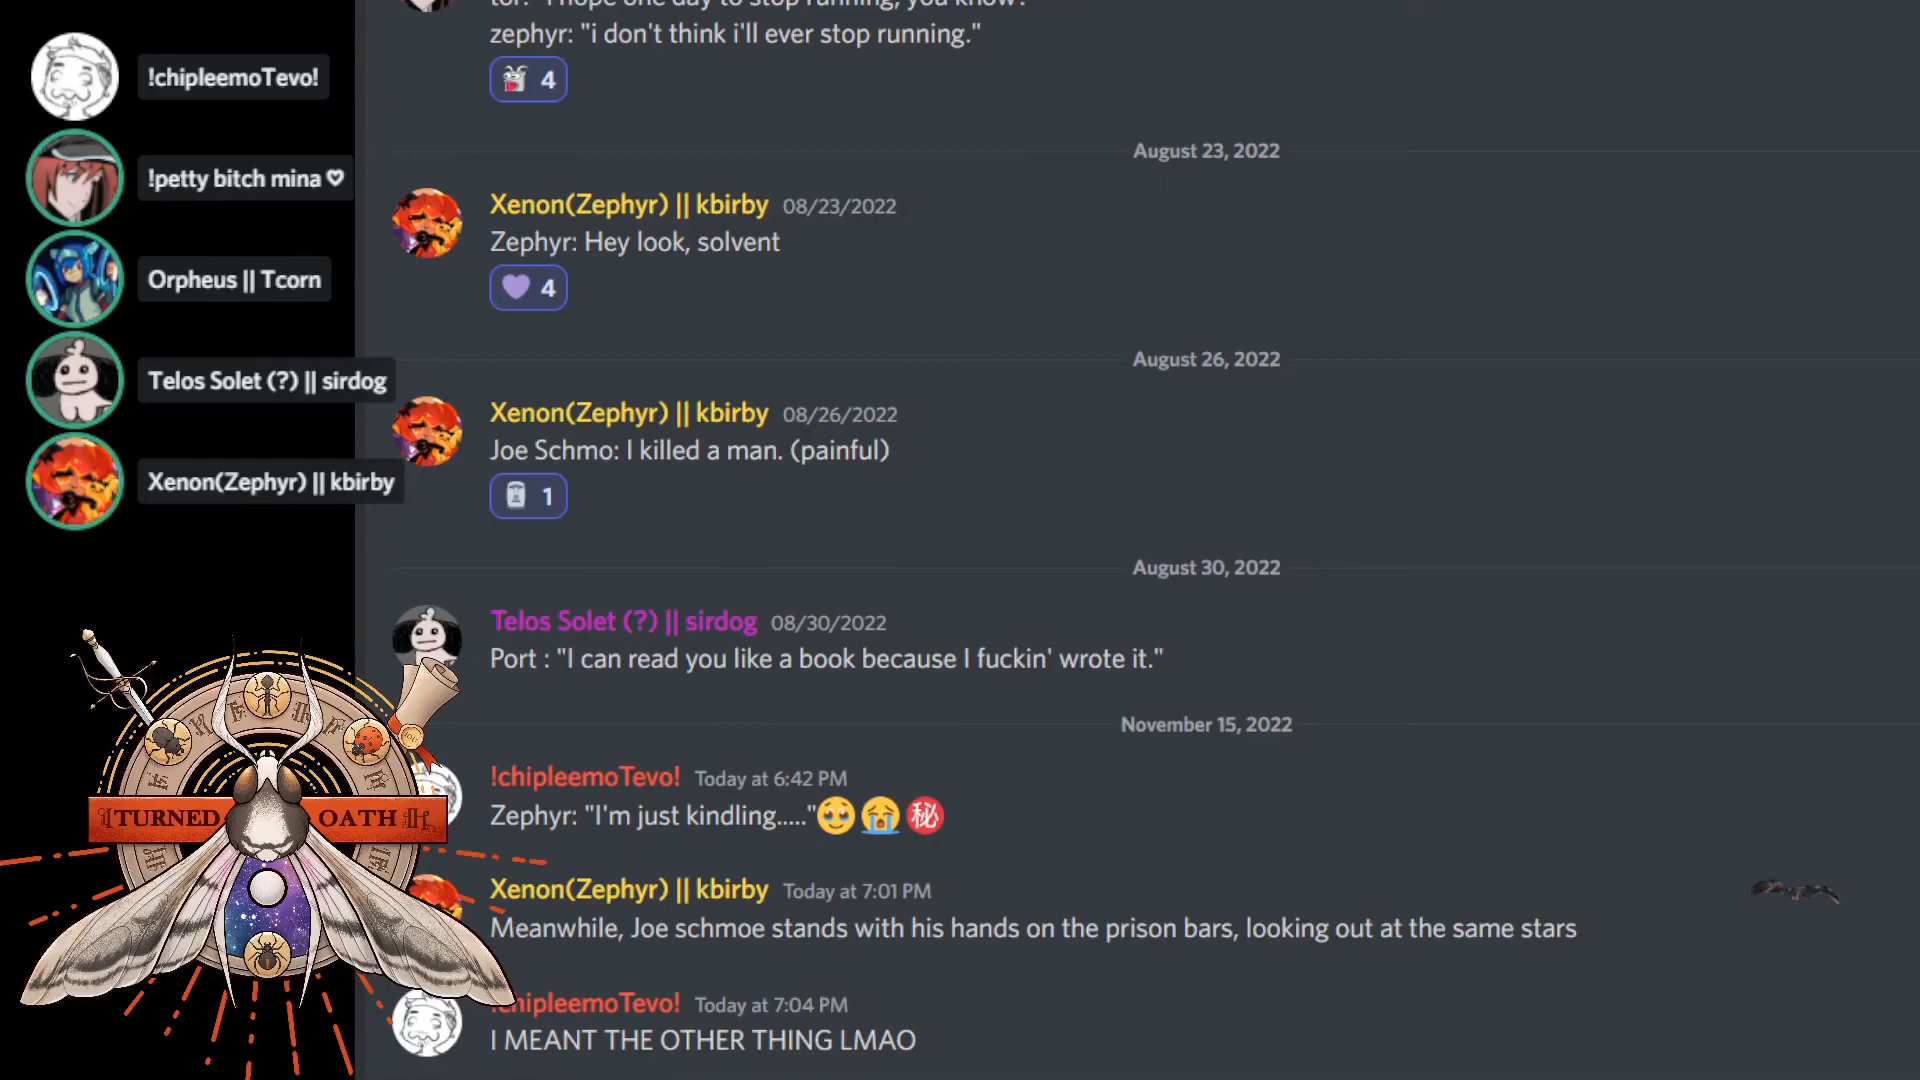 !chipleemoTevo!
!petty bitch mina ♡
Orpheus || Tcorn
Telos Solet (?) || sirdog
Xenon(Zephyr) || kbirby
TURNED OATH
zephyr: "i don't think i'll ever stop running."
4
August 23, 2022
Xenon(Zephyr) || kbirby 08/23/2022
Zephyr: Hey look, solvent
4
August 26, 2022
Xenon(Zephyr) || kbirby 08/26/2022
Joe Schmo: I killed a man. (painful)
1
August 30, 2022
Telos Solet (?) || sirdog 08/30/2022
Port : "I can read you like a book because I fuckin' wrote it."
November 15, 2022
!chipleemoTevo! Today at 6:42 PM
Zephyr: "I'm just kindling....."🥹😭㊙️
Xenon(Zephyr) || kbirby Today at 7:01 PM
Meanwhile, Joe schmoe stands with his hands on the prison bars, looking out at the same stars
!chipleemoTevo! Today at 7:04 PM
I MEANT THE OTHER THING LMAO